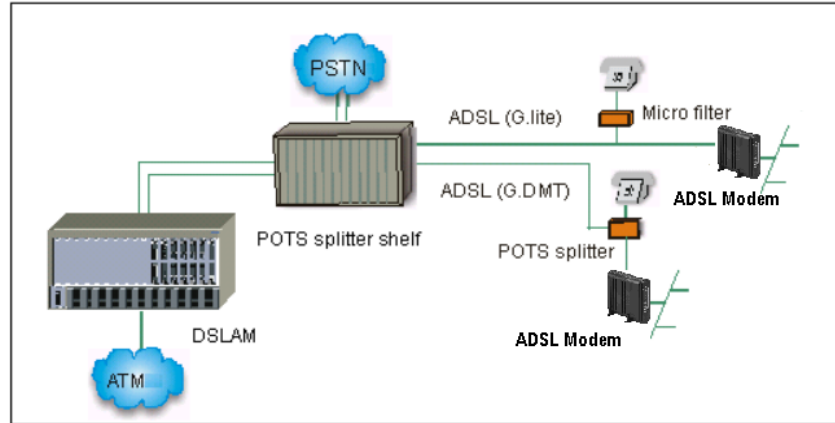 PSTN
ADSL (G.lite)
Micro filter
ADSL Modem
ADSL (G.DMT)
POTS splitter shelf
POTS splitter
DSLAM
ADSL Modem
ATM